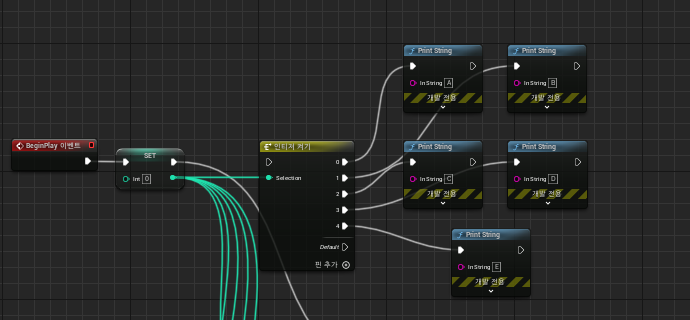 Print String
In String A
개발 전용
Print String
In String B
개발 전용
BeginPlay 이벤트
SET
Int 0
인티저 켜기
0
Selection 1
2
3
4
Default
핀 추가
Print String
In String C
개발 전용
Print String
In String D
개발 전용
Print String
In String E
개발 전용